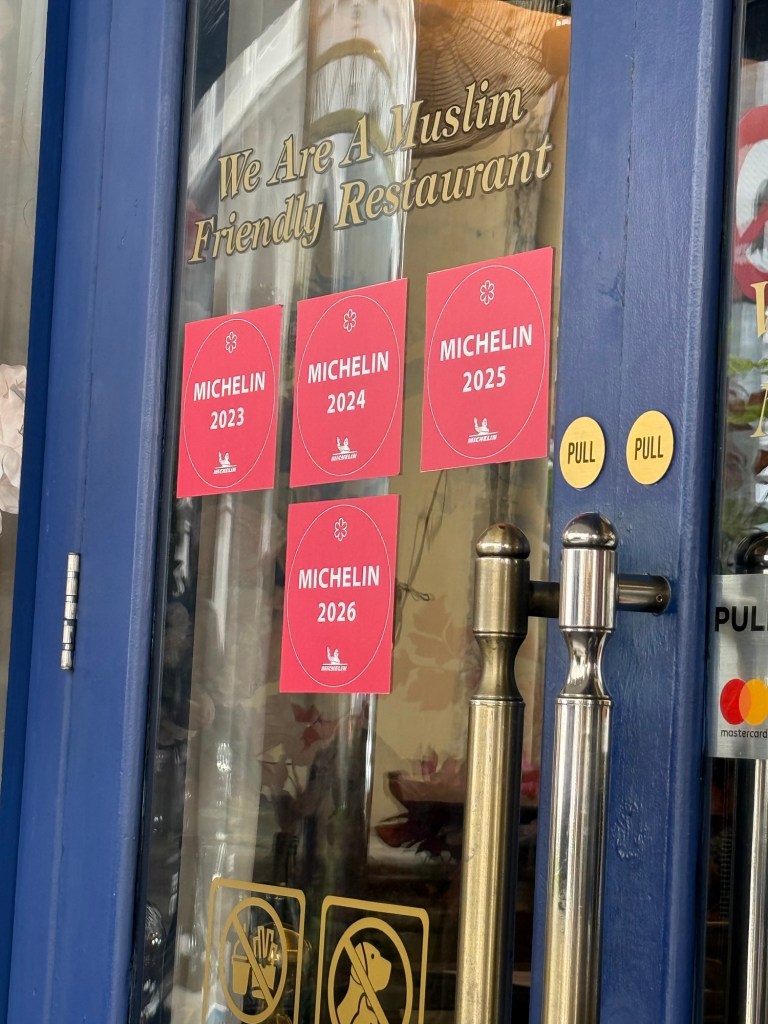 We Are A Muslim
Friendly Restaurant
MICHELIN
2023
MICHELIN
MICHELIN
2024
MICHELIN
MICHELIN
2025
MICHELIN
MICHELIN
2026
MICHELIN
PULL
PULL
PUL
mastercard